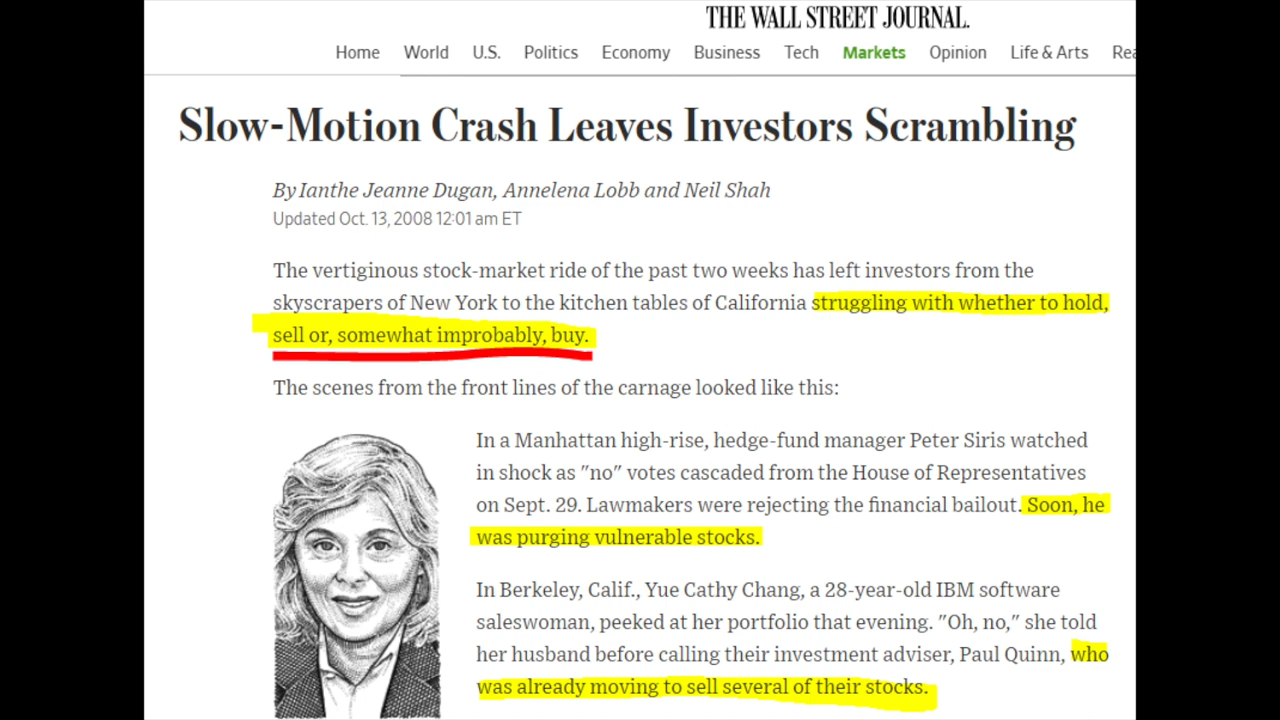 THE WALL STREET JOURNAL.
Home World U.S. Politics Economy Business Tech Markets Opinion Life & Arts
Slow-Motion Crash Leaves Investors Scrambling
By Ianthe Jeanne Dugan, Annelena Lobb and Neil Shah
Updated Oct. 13, 2008 12:01 am ET
The vertiginous stock-market ride of the past two weeks has left investors from the
skyscrapers of New York to the kitchen tables of California struggling with whether to hold,
sell or, somewhat improbably, buy.
The scenes from the front lines of the carnage looked like this:
In a Manhattan high-rise, hedge-fund manager Peter Siris watched
in shock as "no" votes cascaded from the House of Representatives
on Sept. 29. Lawmakers were rejecting the financial bailout. Soon, he
was purging vulnerable stocks.
In Berkeley, Calif., Yue Cathy Chang, a 28-year-old IBM software
saleswoman, peeked at her portfolio that evening. "Oh, no," she told
her husband before calling their investment adviser, Paul Quinn, who
was already moving to sell several of their stocks.